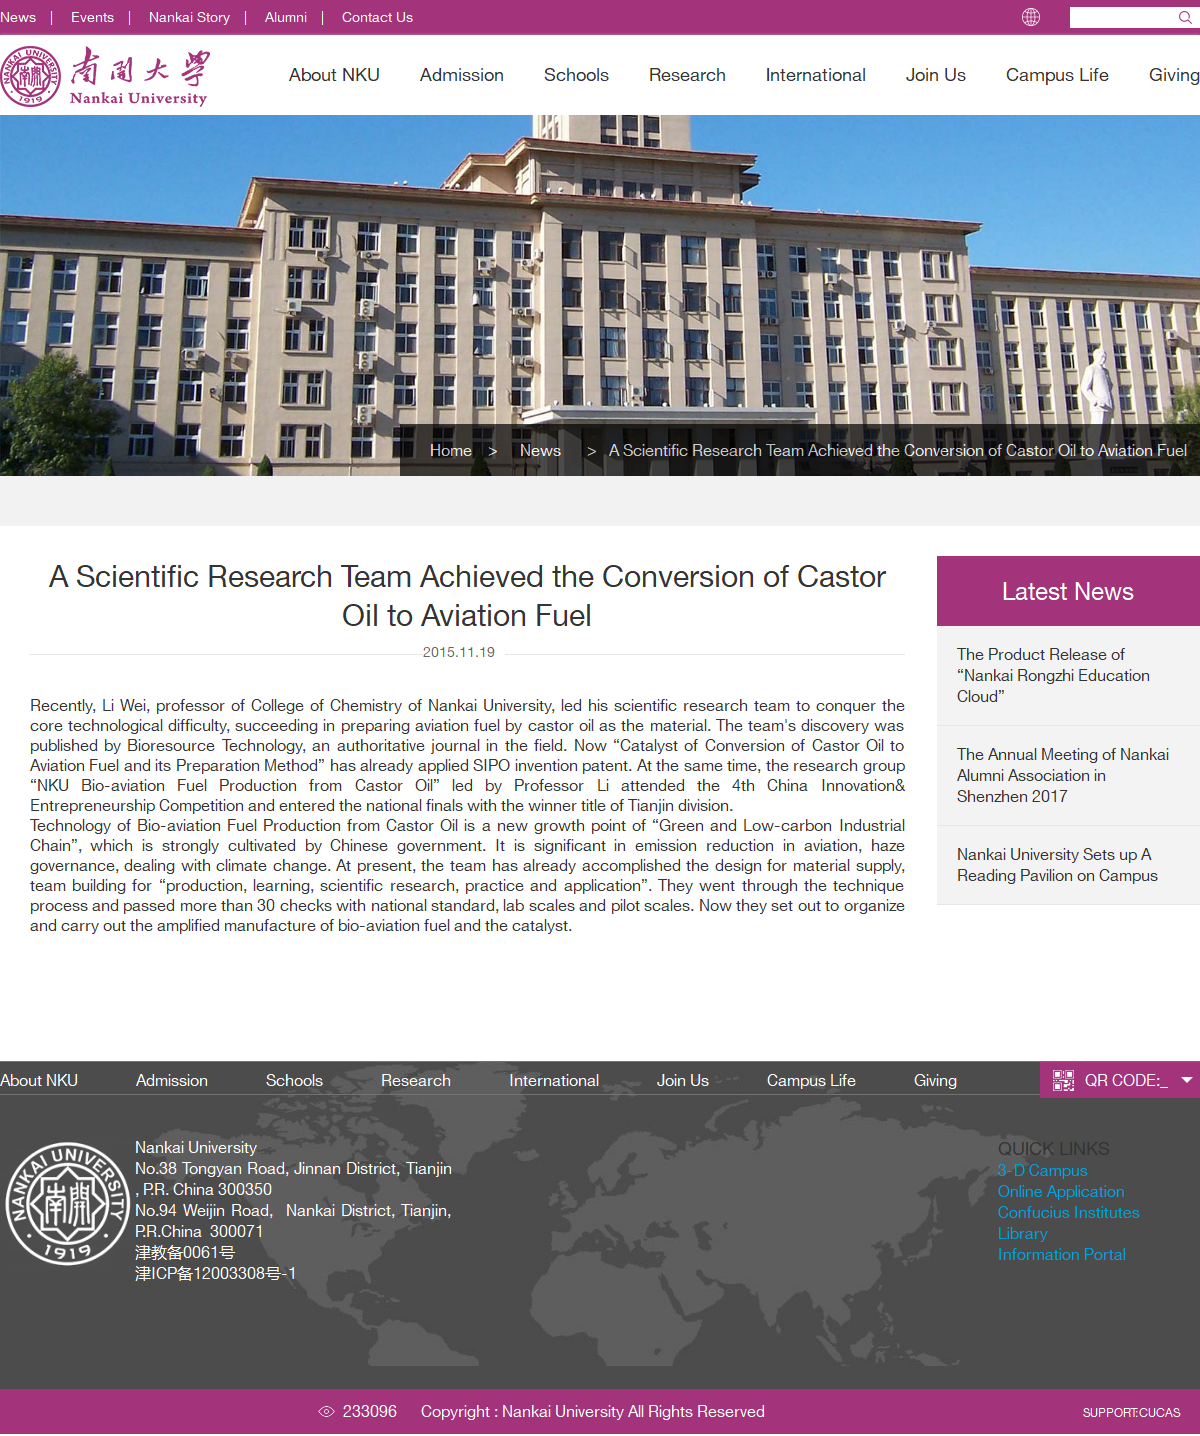 News | Events | Nankai Story | Alumni | Contact Us
NANKAI UNIVERSITY 南開 1919
南開大學
Nankai University
About NKU Admission Schools Research International Join Us Campus Life Giving
Home > News > A Scientific Research Team Achieved the Conversion of Castor Oil to Aviation Fuel
A Scientific Research Team Achieved the Conversion of Castor
Oil to Aviation Fuel
2015.11.19
Recently, Li Wei, professor of College of Chemistry of Nankai University, led his scientific research team to conquer the
core technological difficulty, succeeding in preparing aviation fuel by castor oil as the material. The team's discovery was
published by Bioresource Technology, an authoritative journal in the field. Now “Catalyst of Conversion of Castor Oil to
Aviation Fuel and its Preparation Method” has already applied SIPO invention patent. At the same time, the research group
“NKU Bio-aviation Fuel Production from Castor Oil” led by Professor Li attended the 4th China Innovation&
Entrepreneurship Competition and entered the national finals with the winner title of Tianjin division.
Technology of Bio-aviation Fuel Production from Castor Oil is a new growth point of “Green and Low-carbon Industrial
Chain”, which is strongly cultivated by Chinese government. It is significant in emission reduction in aviation, haze
governance, dealing with climate change. At present, the team has already accomplished the design for material supply,
team building for “production, learning, scientific research, practice and application”. They went through the technique
process and passed more than 30 checks with national standard, lab scales and pilot scales. Now they set out to organize
and carry out the amplified manufacture of bio-aviation fuel and the catalyst.
Latest News
The Product Release of
“Nankai Rongzhi Education
Cloud”
The Annual Meeting of Nankai
Alumni Association in
Shenzhen 2017
Nankai University Sets up A
Reading Pavilion on Campus
About NKU Admission Schools Research International Join Us Campus Life Giving QR CODE:_
NANKAI UNIVERSITY 南開 1919
Nankai University
No.38 Tongyan Road, Jinnan District, Tianjin
, P.R. China 300350
No.94 Weijin Road, Nankai District, Tianjin,
P.R.China 300071
津教备0061号
津ICP备12003308号-1
QUICK LINKS
3-D Campus
Online Application
Confucius Institutes
Library
Information Portal
233096 Copyright : Nankai University All Rights Reserved SUPPORT:CUCAS